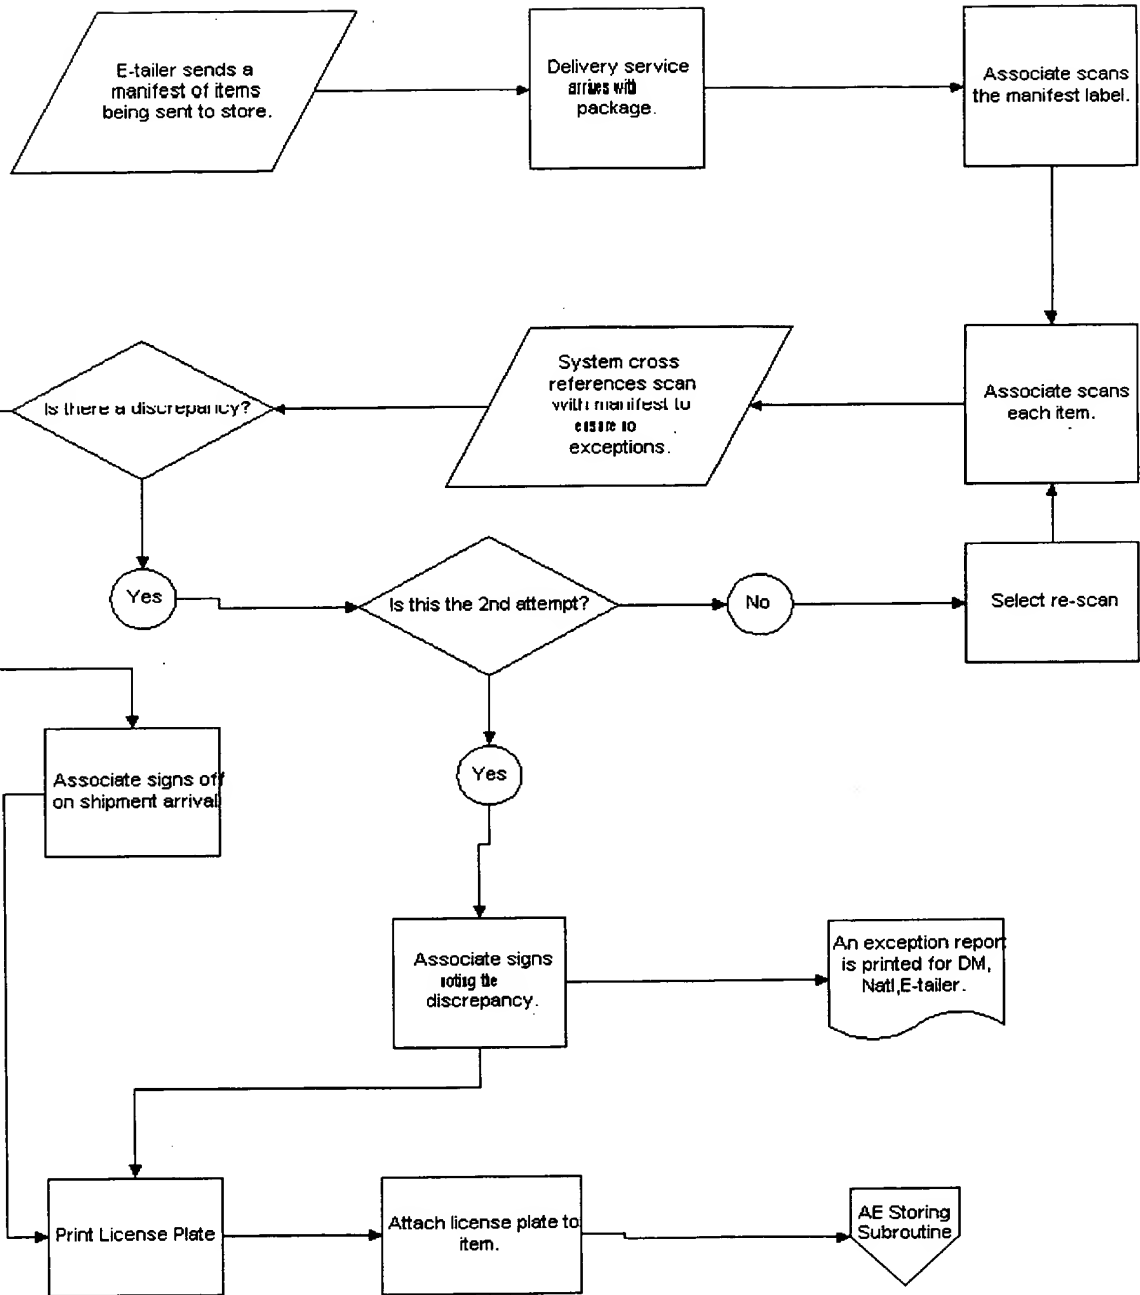 E-tailer sends a
manifest of items
being sent to store.
Delivery service
arrives with
package.
Associate scans
the manifest label.
Is there a discrepancy?
System cross
references scan
with manifest to
ensure no
exceptions.
Associate scans
each item.
Yes
Is this the 2nd attempt?
No
Select re-scan
Associate signs off
on shipment arrival
Yes
Associate signs
noting the
discrepancy.
An exception report
is printed for DM,
Natl,E-tailer.
Print License Plate
Attach license plate to
item.
AE Storing
Subroutine